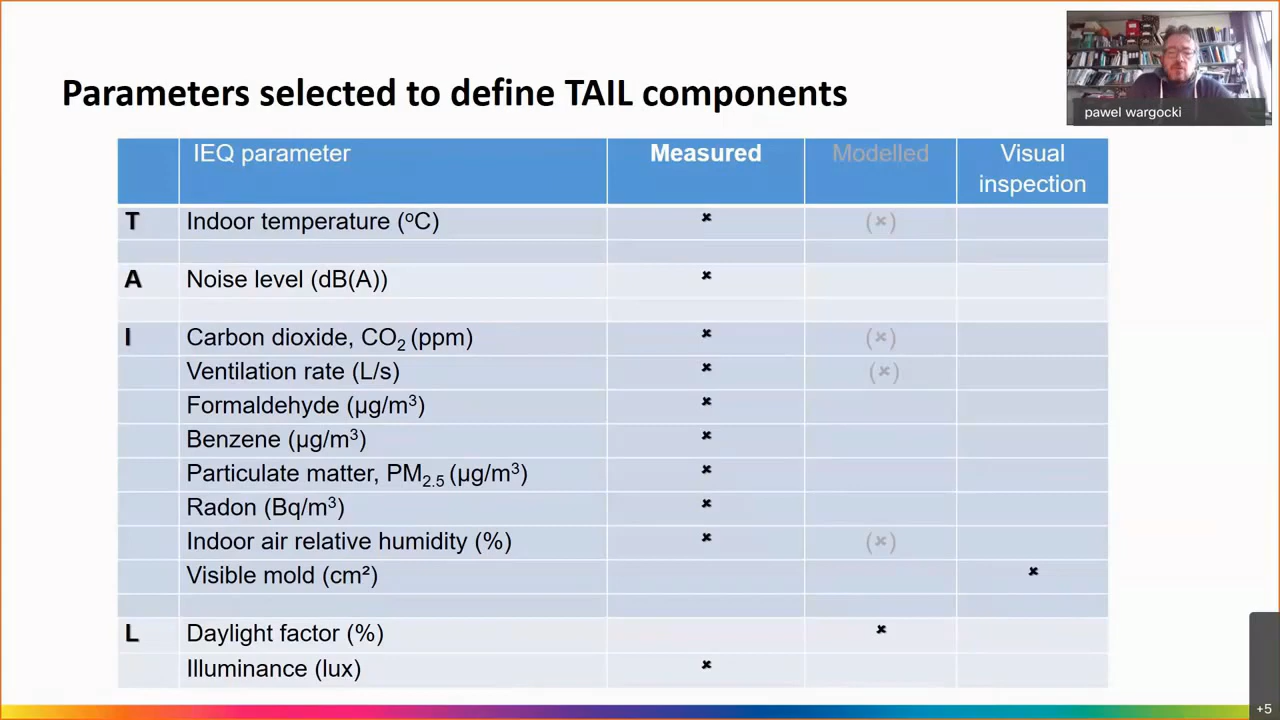 Parameters selected to define TAIL components
pawel wargocki
IEQ parameter Measured Modelled Visual inspection
T Indoor temperature (ºC) × (×)
A Noise level (dB(A)) ×
I Carbon dioxide, CO₂ (ppm) × (×)
Ventilation rate (L/s) × (×)
Formaldehyde (µg/m³) ×
Benzene (µg/m³) ×
Particulate matter, PM₂.₅ (µg/m³) ×
Radon (Bq/m³) ×
Indoor air relative humidity (%) × (×)
Visible mold (cm²) ×
L Daylight factor (%) ×
Illuminance (lux) ×
+5